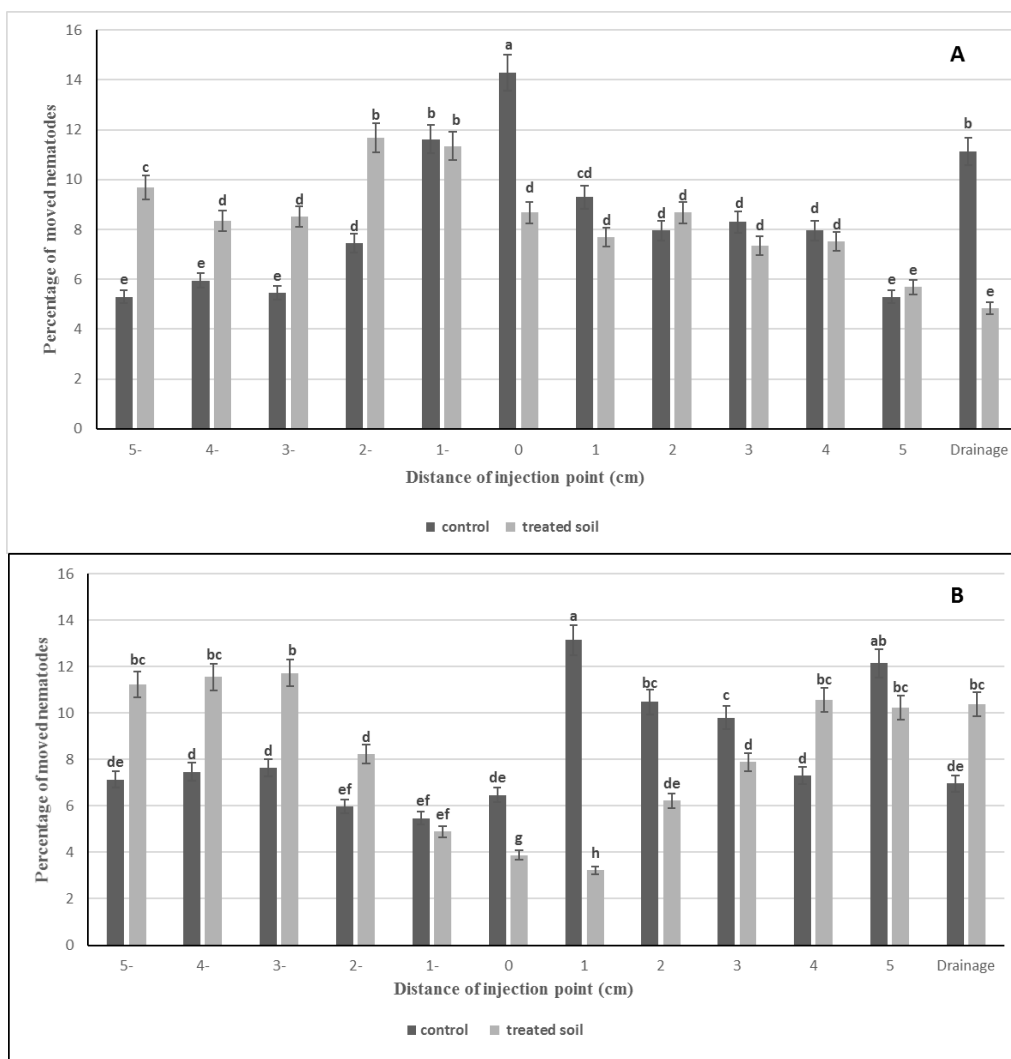 A
Percentage of moved nematodes
16
14
12
10
8
6
4
2
0
e c e d e d d b b b a d cd d d d d d d d e e b e
5- 4- 3- 2- 1- 0 1 2 3 4 5 Drainage
Distance of injection point (cm)
control treated soil
B
Percentage of moved nematodes
16
14
12
10
8
6
4
2
0
de bc d bc d b ef d ef ef de g a h bc de c d d bc ab bc de bc
5- 4- 3- 2- 1- 0 1 2 3 4 5 Drainage
Distance of injection point (cm)
control treated soil